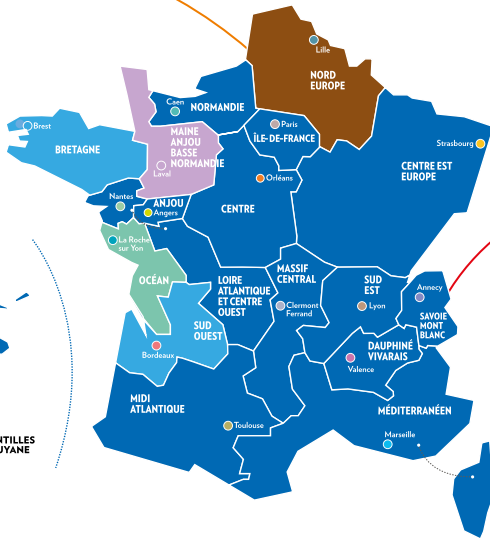 Lille
NORD
EUROPE
Caen
NORMANDIE
Brest
BRETAGNE
MAINE
ANJOU
BASSE
NORMANDIE
Laval
Paris
ÎLE-DE-FRANCE
Strasbourg
CENTRE EST
EUROPE
Orléans
CENTRE
Nantes
ANJOU
Angers
La Roche
sur Yon
OCÉAN
LOIRE
ATLANTIQUE
ET CENTRE
OUEST
MASSIF
CENTRAL
Clermont
Ferrand
SUD
EST
Lyon
Annecy
SAVOIE
MONT
BLANC
SUD
OUEST
Bordeaux
DAUPHINÉ
VIVARAIS
Valence
MIDI
ATLANTIQUE
MÉDITERRANÉEN
Toulouse
Marseille
NTILLES
UYANE